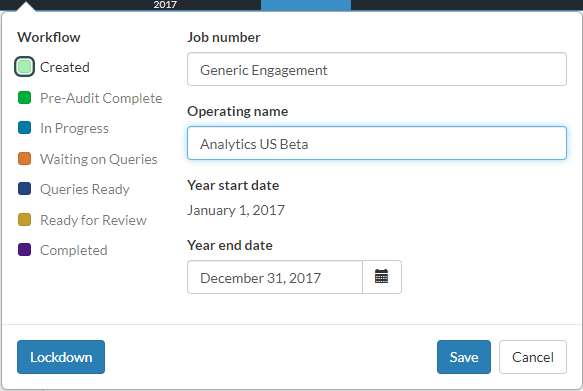 2017
Workflow
Created
Pre-Audit Complete
In Progress
Waiting on Queries
Queries Ready
Ready for Review
Completed
Job number
Generic Engagement
Operating name
Analytics US Beta
Year start date
January 1, 2017
Year end date
December 31, 2017
Lockdown
Save
Cancel